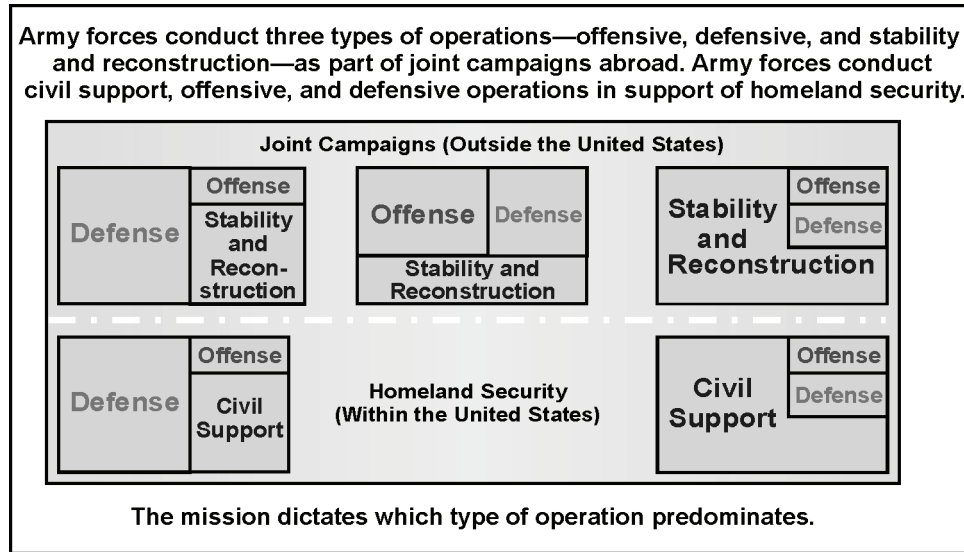 Army forces conduct three types of operations—offensive, defensive, and stability
and reconstruction—as part of joint campaigns abroad. Army forces conduct
civil support, offensive, and defensive operations in support of homeland security.
Joint Campaigns (Outside the United States)
Defense
Offense
Stability
and
Recon-
struction
Offense
Defense
Stability and
Reconstruction
Stability
and
Reconstruction
Offense
Defense
Defense
Offense
Civil
Support
Homeland Security
(Within the United States)
Civil
Support
Offense
Defense
The mission dictates which type of operation predominates.